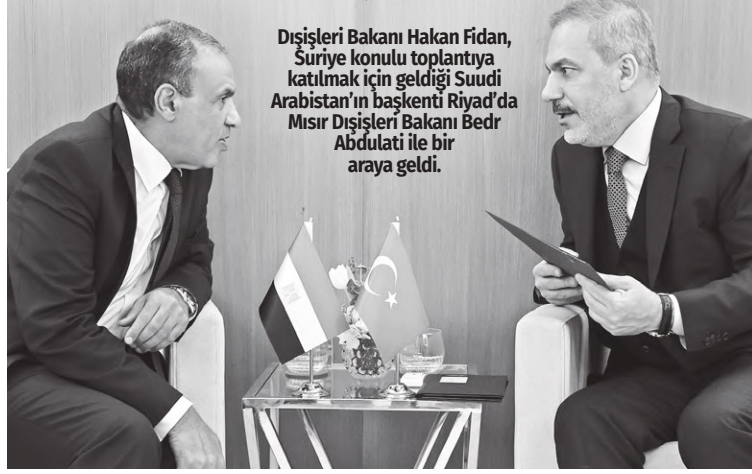 Dışişleri Bakanı Hakan Fidan,
Suriye konulu toplantıya
katılmak için geldiği Suudi
Arabistan’ın başkenti Riyad’da
Mısır Dışişleri Bakanı Bedr
Abdulati ile bir
araya geldi.